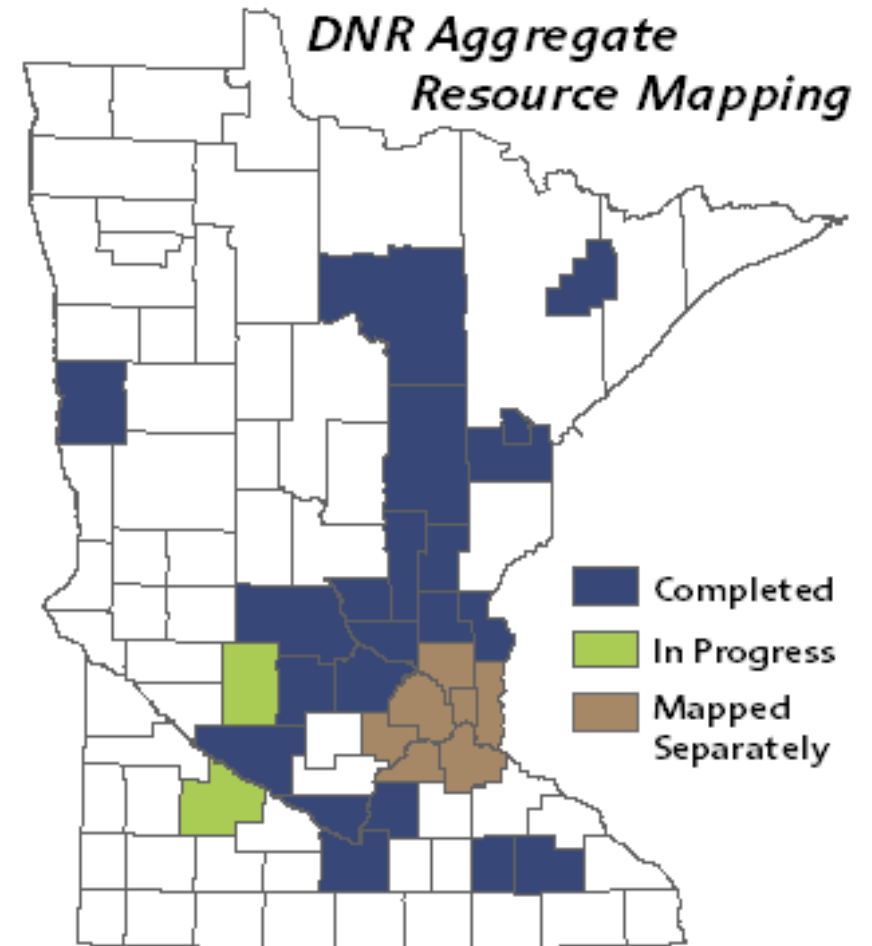 DNR Aggregate
Resource Mapping
Completed
In Progress
Mapped
Separately